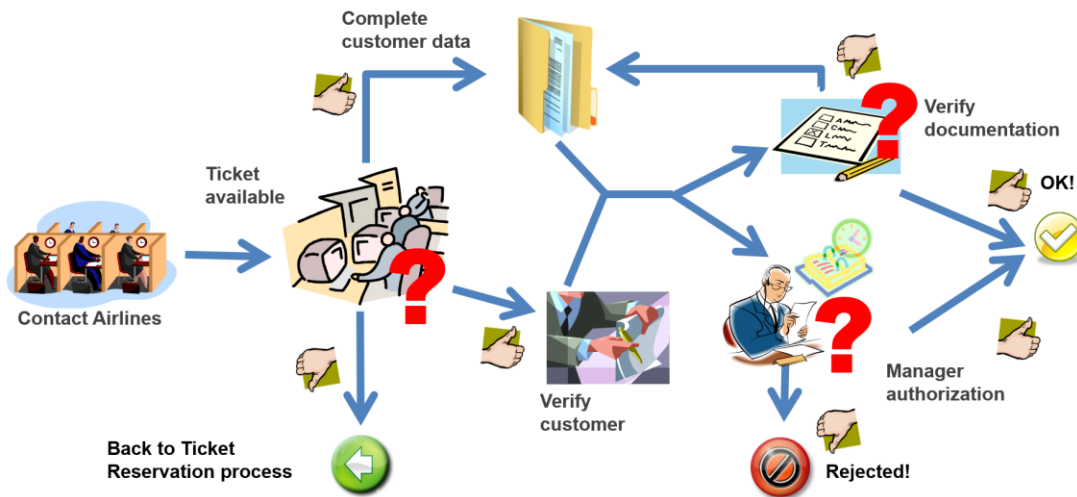 Complete
customer data
Verify
documentation
Ticket
available
OK!
Contact Airlines
Manager
authorization
Verify
customer
Back to Ticket
Reservation process
Rejected!
A
C
L
T